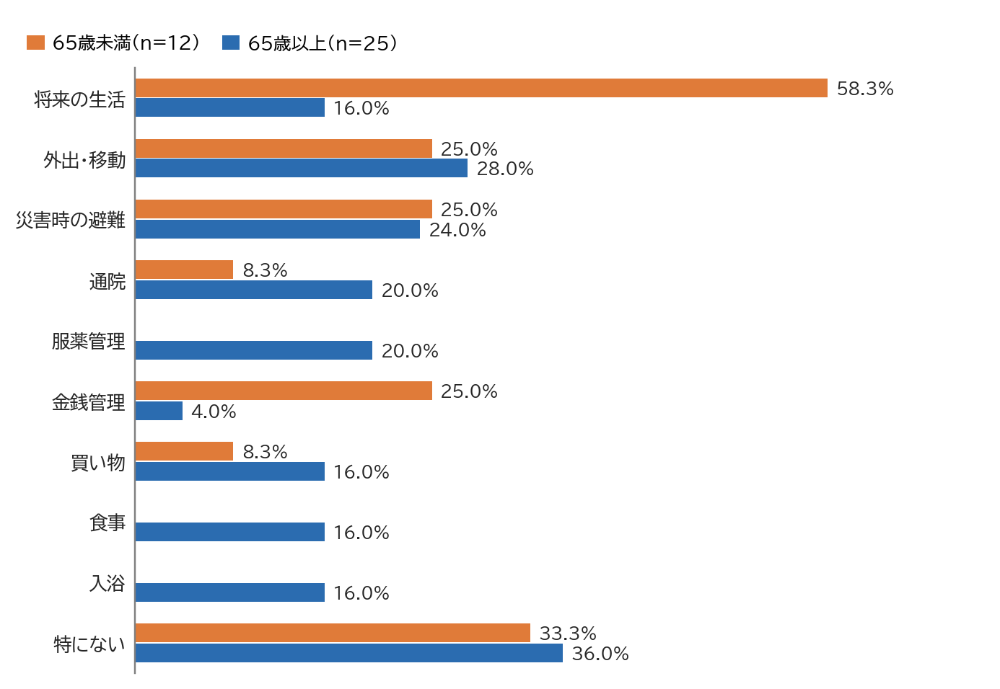 65歳未満(n=12)
65歳以上(n=25)
将来の生活
58.3%
16.0%
外出・移動
25.0%
28.0%
災害時の避難
25.0%
24.0%
通院
8.3%
20.0%
服薬管理
20.0%
金銭管理
25.0%
4.0%
買い物
8.3%
16.0%
食事
16.0%
入浴
16.0%
特にない
33.3%
36.0%